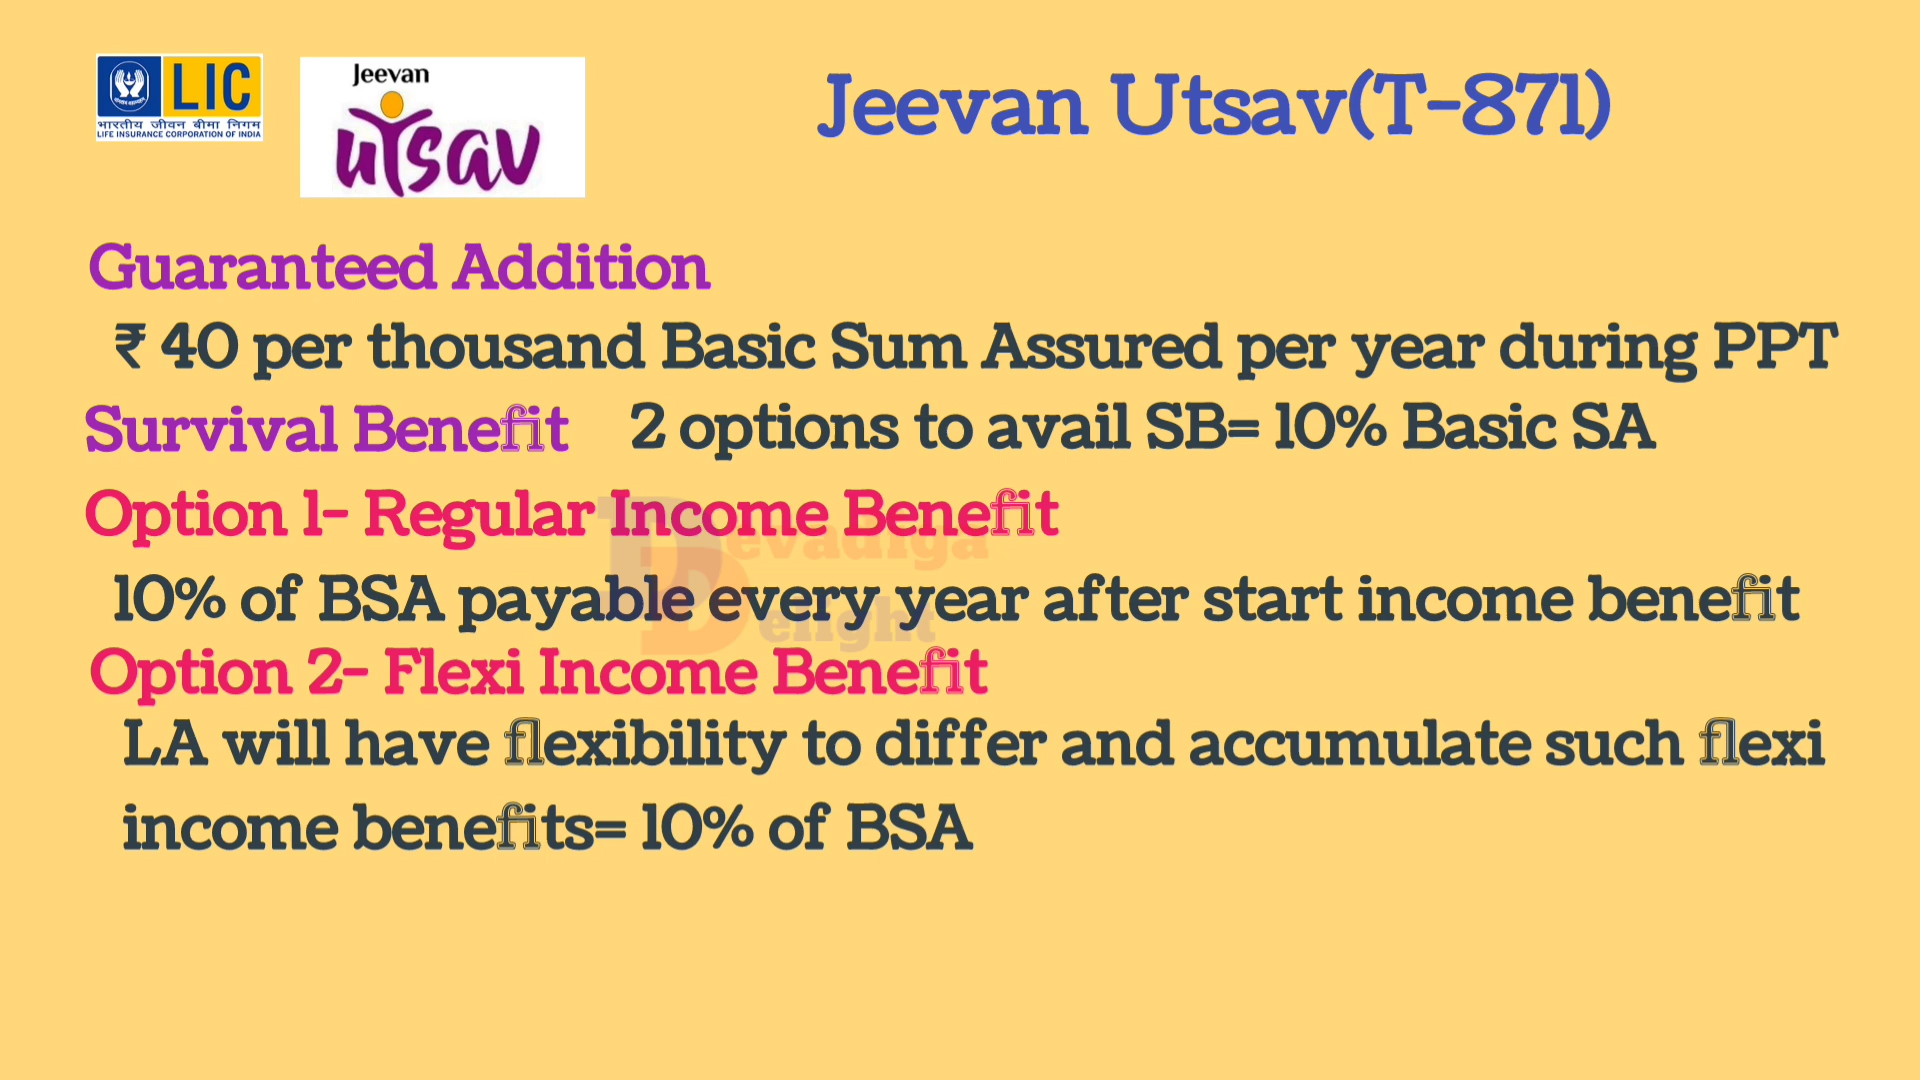 LIC
भारतीय जीवन बीमा निगम
LIFE INSURANCE CORPORATION OF INDIA
Jeevan
utsav
Jeevan Utsav(T-871)
Guaranteed Addition
₹ 40 per thousand Basic Sum Assured per year during PPT
Survival Benefit 2 options to avail SB= 10% Basic SA
Option 1- Regular Income Benefit
Devadiga
10% of BSA payable every year after start income benefit
Delight
Option 2- Flexi Income Benefit
LA will have flexibility to differ and accumulate such flexi
income benefits= 10% of BSA